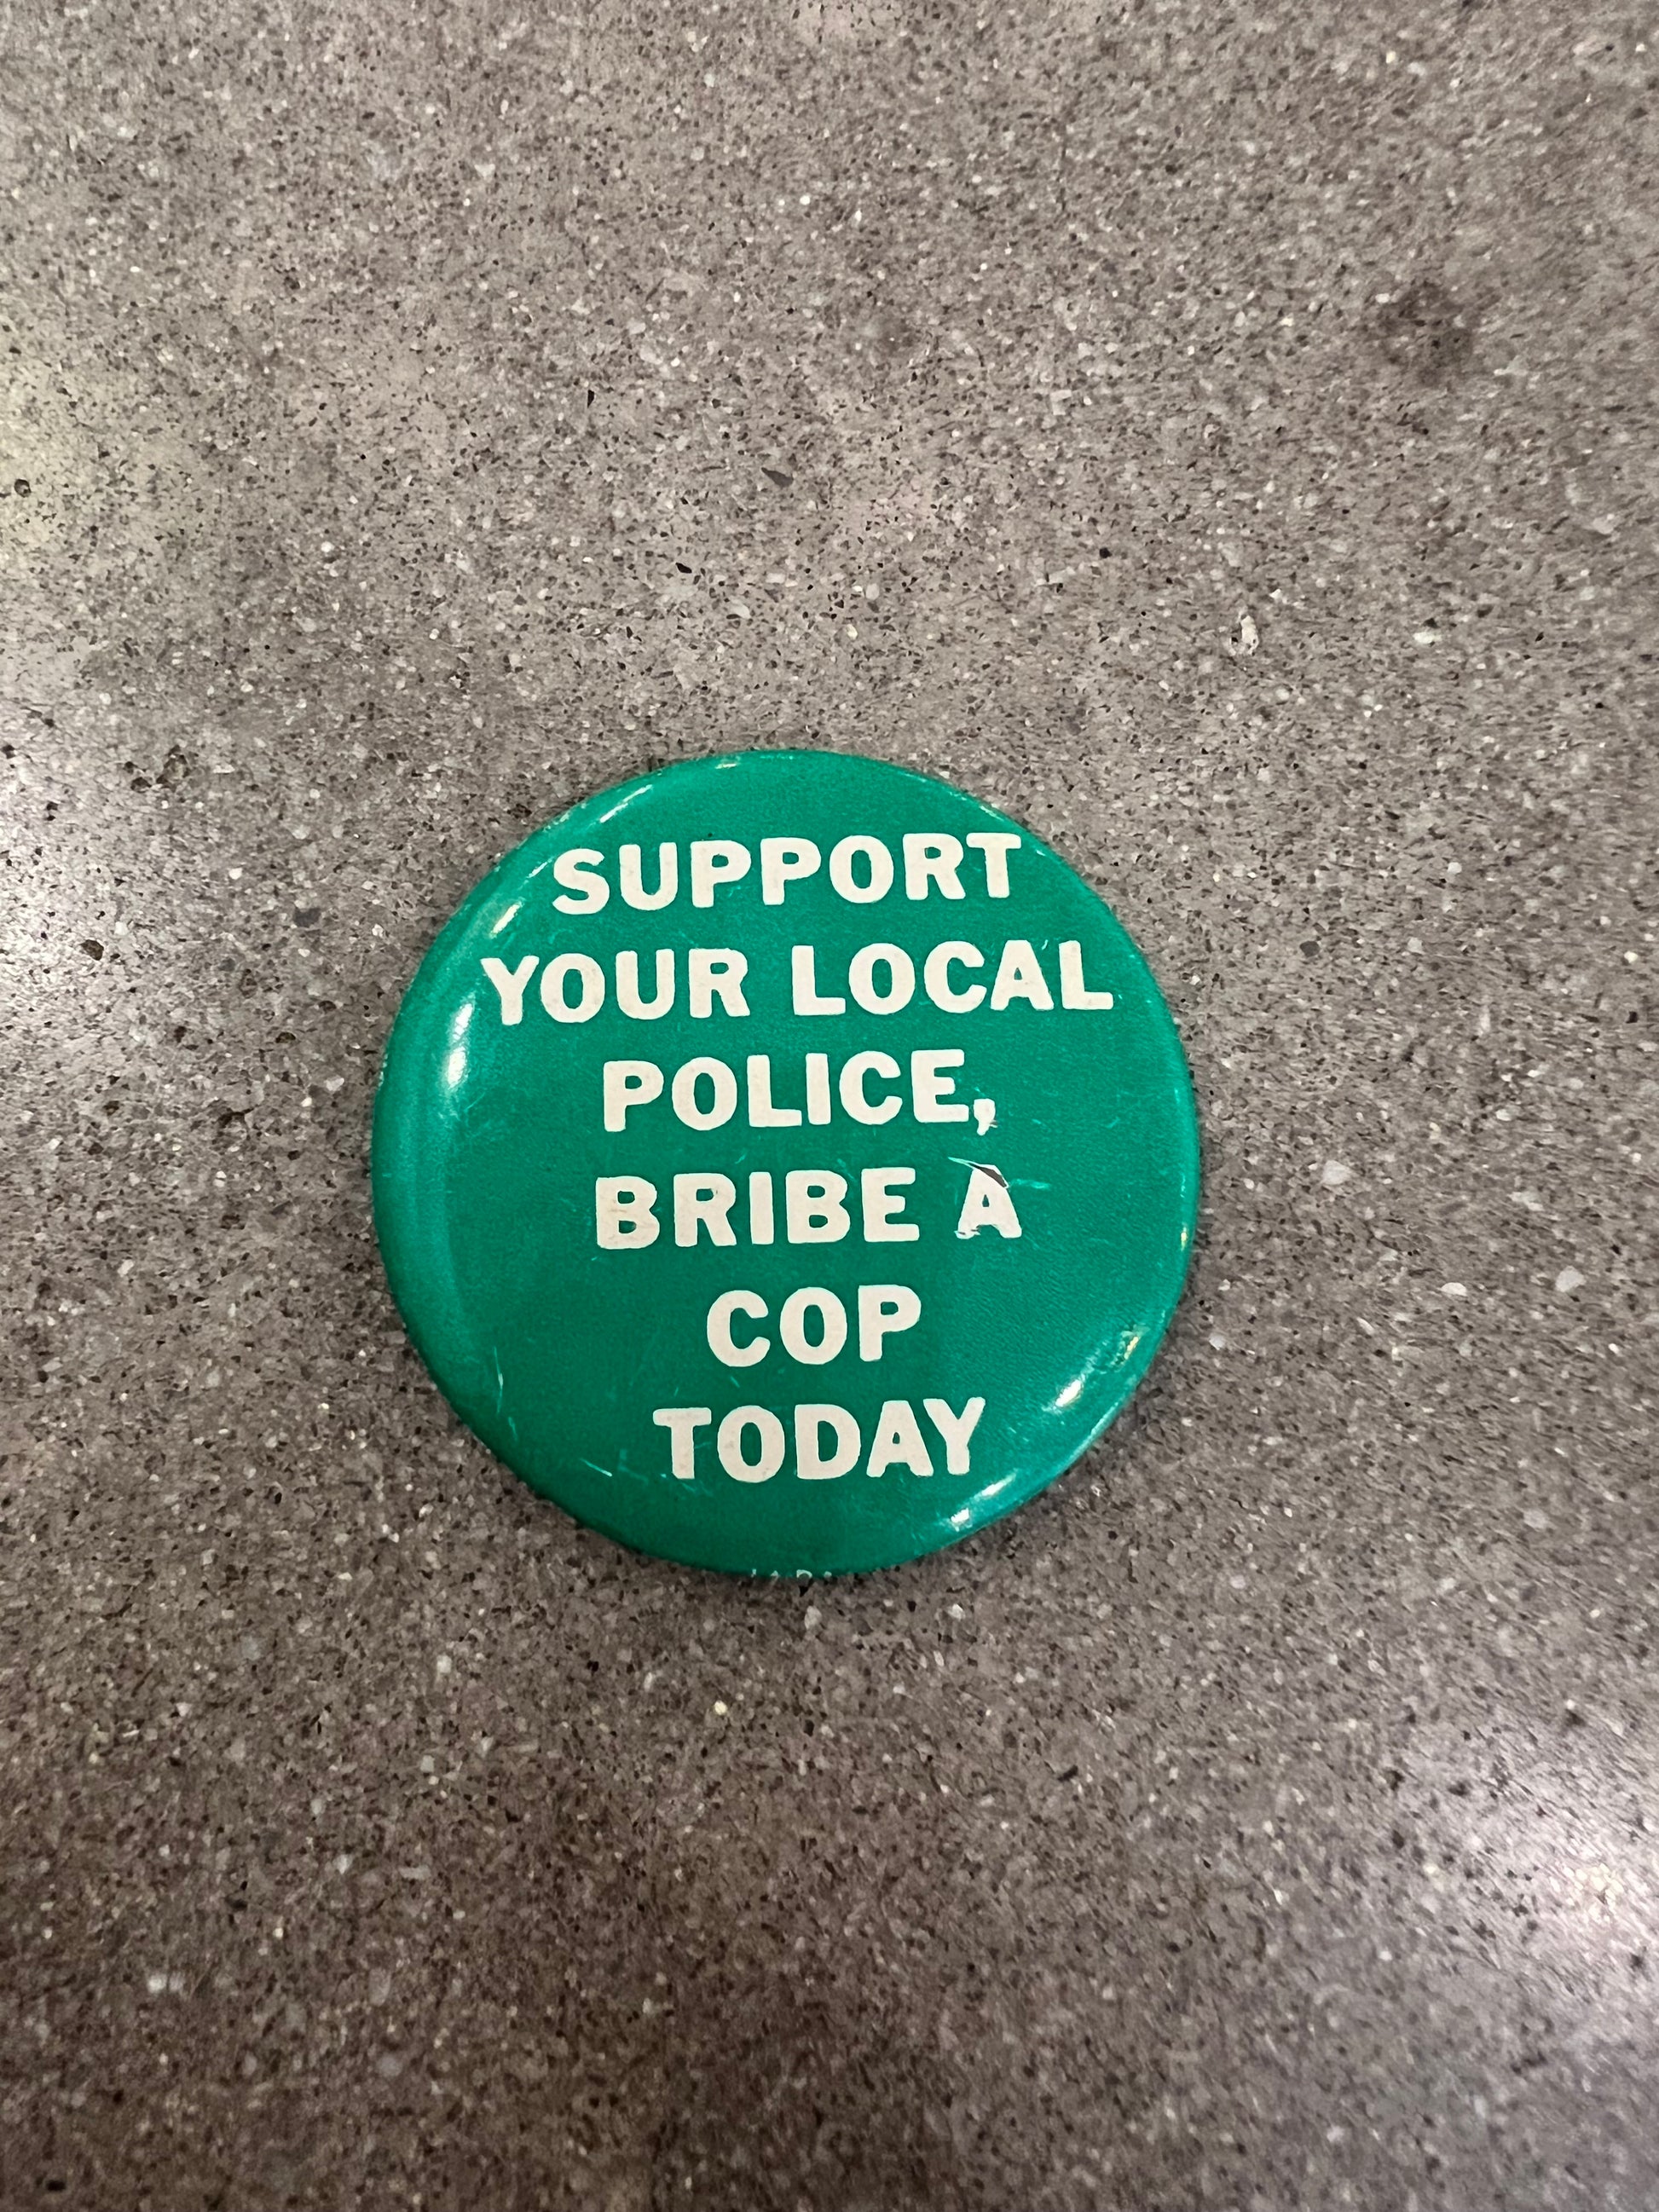 SUPPORT
YOUR LOCAL
POLICE,
BRIBE A
COP
TODAY